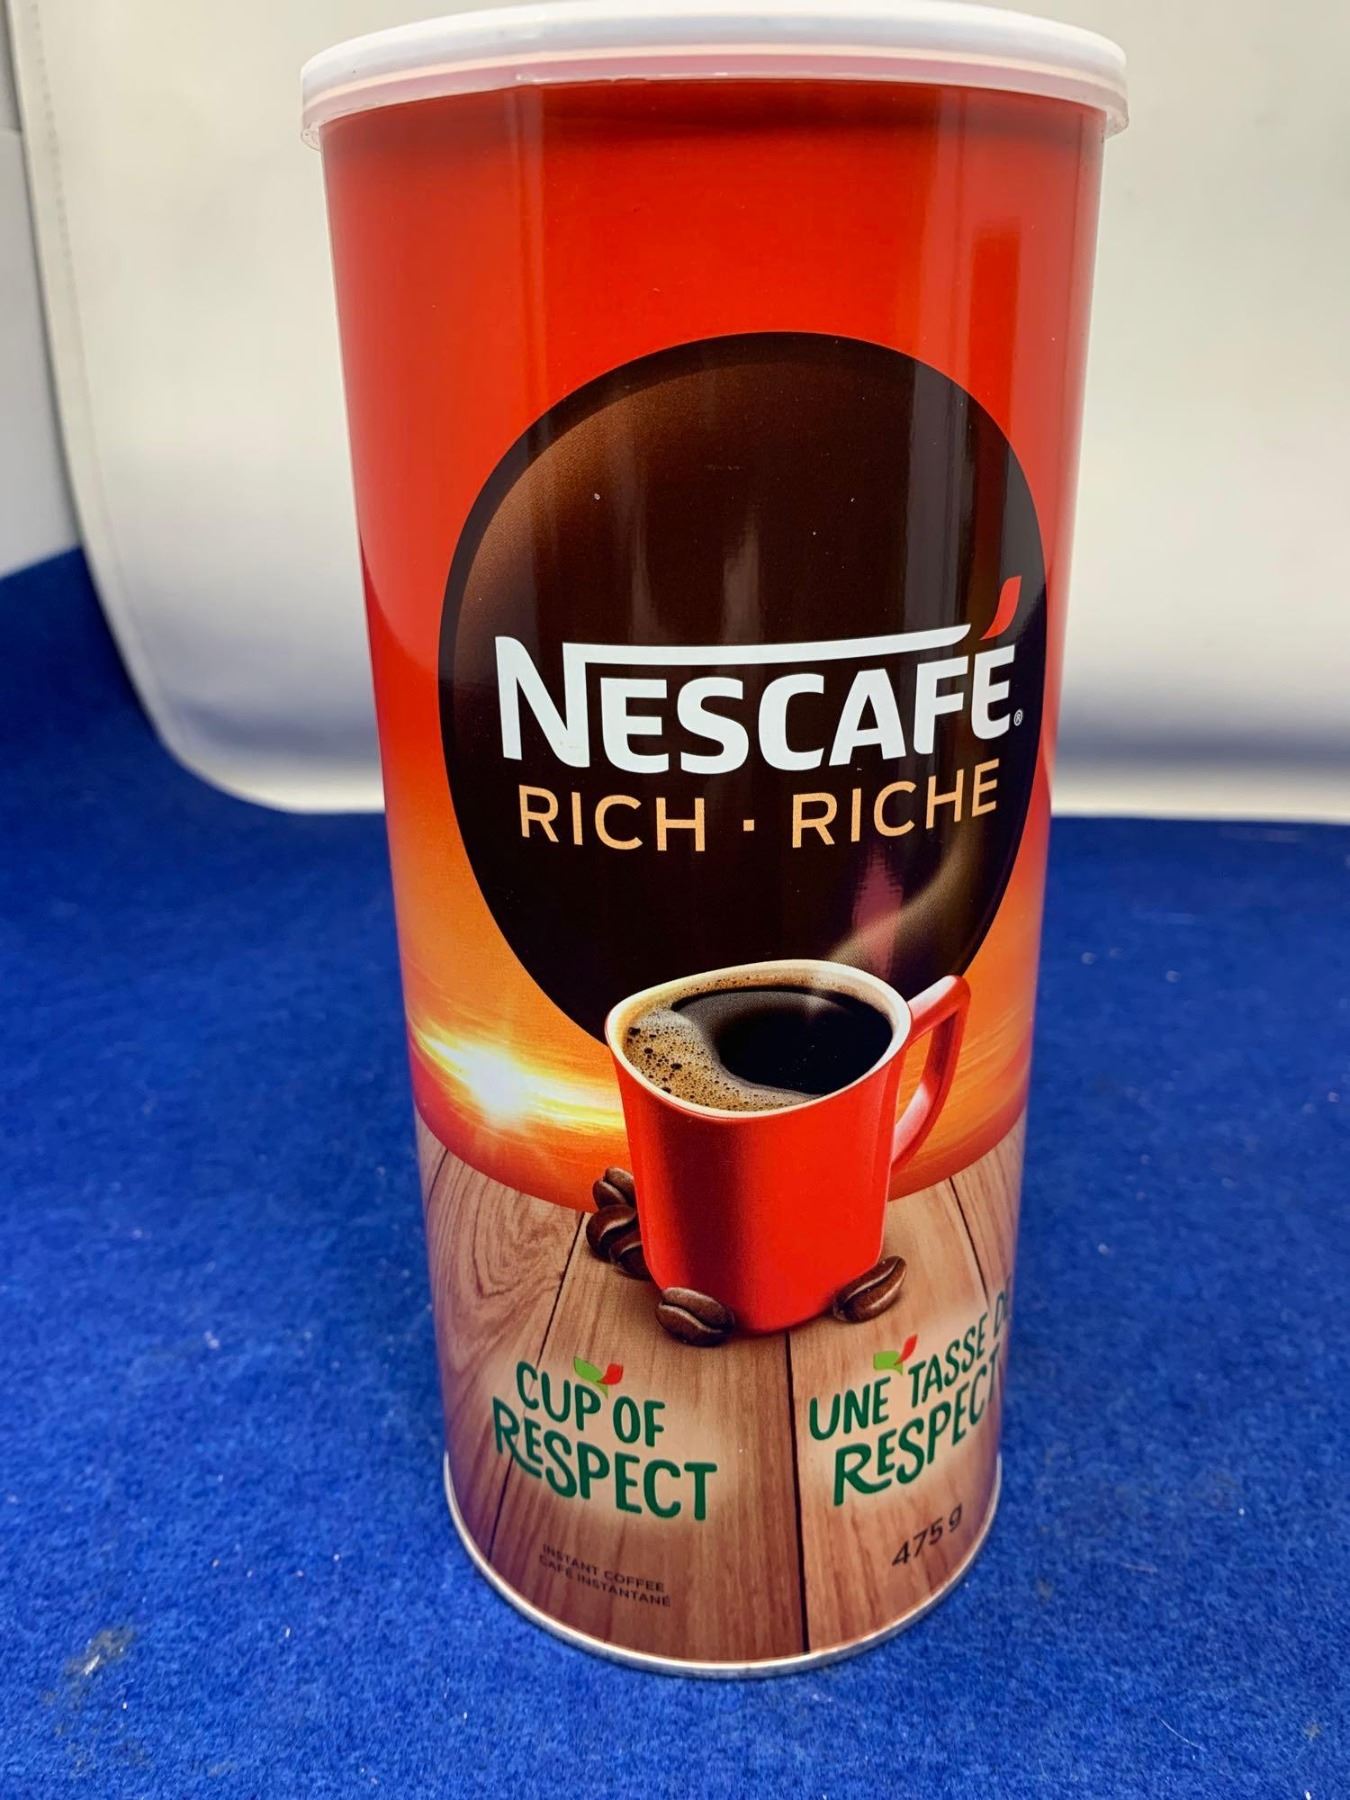 NESCAFÉ®
RICH · RICHE
CUP OF
RESPECT
UNE TASSE DE
RESPECT
475 g
INSTANT COFFEE
CAFÉ INSTANTANÉ